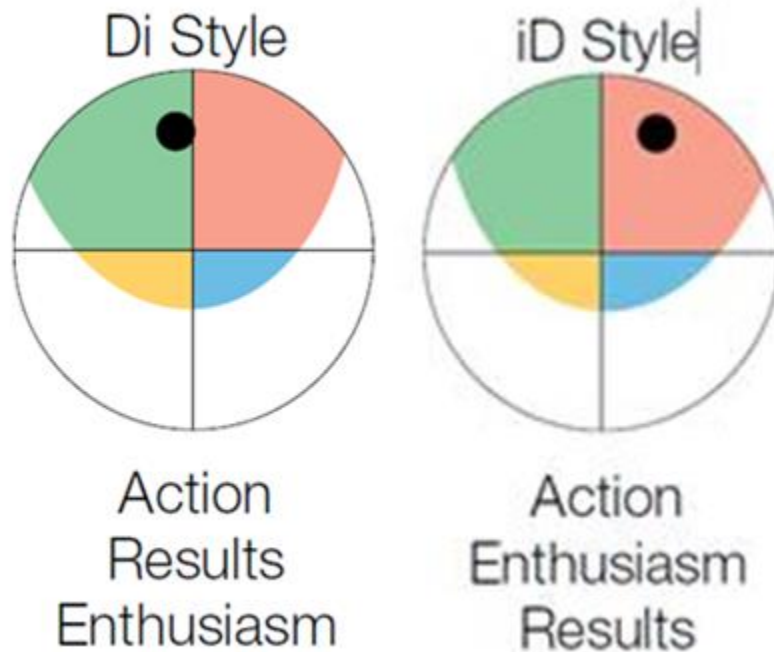 Di Style
Action
Results
Enthusiasm
iD Style
Action
Enthusiasm
Results